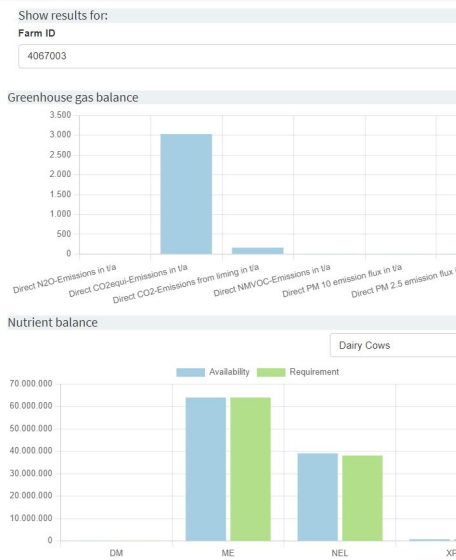 Show results for:
Farm ID
4067003
Greenhouse gas balance
3.500
3.000
2.500
2.000
1.500
1.000
500
0
Direct N2O-Emissions in t/a
Direct CO2equi-Emissions in t/a
Direct CO2-Emissions from liming in t/a
Direct NMVOC-Emissions in t/a
Direct PM 10 emission flux in t/a
Direct PM 2.5 emission flux
Nutrient balance
Dairy Cows
Availability Requirement
70.000.000
60.000.000
50.000.000
40.000.000
30.000.000
20.000.000
10.000.000
0
DM ME NEL XP